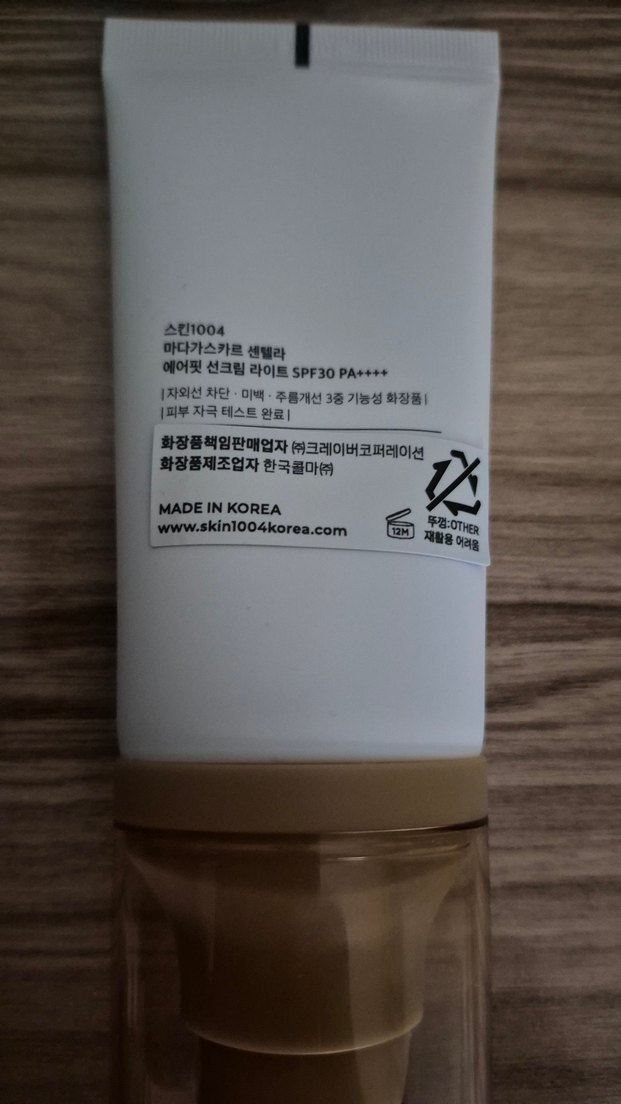 스킨1004
마다가스카르 센텔라
에어핏 선크림 라이트 SPF30 PA++++
|자외선 차단 · 미백 · 주름개선 3중 기능성 화장품|
|피부 자극 테스트 완료|
화장품책임판매업자 ㈜크레이버코퍼레이션
화장품제조업자 한국콜마㈜
MADE IN KOREA
www.skin1004korea.com
12M
뚜껑:OTHER
재활용 어려움